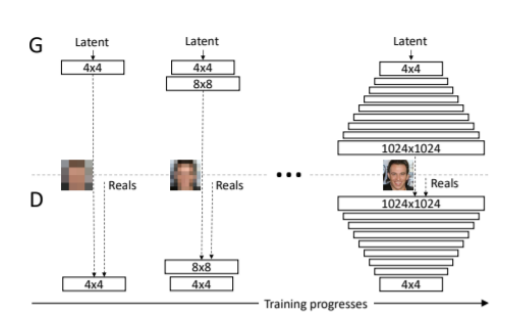 G
Latent
Latent
Latent
4x4
4x4
8x8
4x4
1024x1024
Reals
Reals
Reals
D
1024x1024
8x8
4x4
4x4
4x4
Training progresses